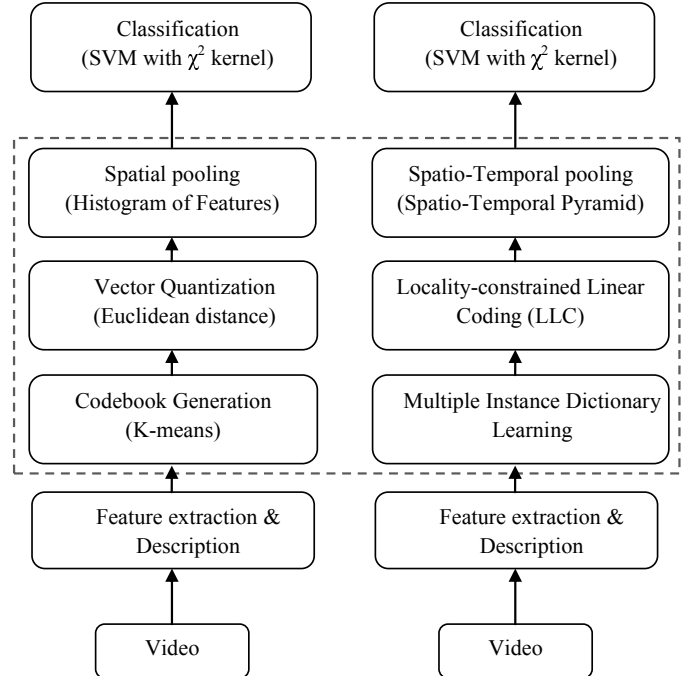 Classification
(SVM with χ² kernel)
Spatial pooling
(Histogram of Features)
Vector Quantization
(Euclidean distance)
Codebook Generation
(K-means)
Feature extraction &
Description
Video
Classification
(SVM with χ² kernel)
Spatio-Temporal pooling
(Spatio-Temporal Pyramid)
Locality-constrained Linear
Coding (LLC)
Multiple Instance Dictionary
Learning
Feature extraction &
Description
Video